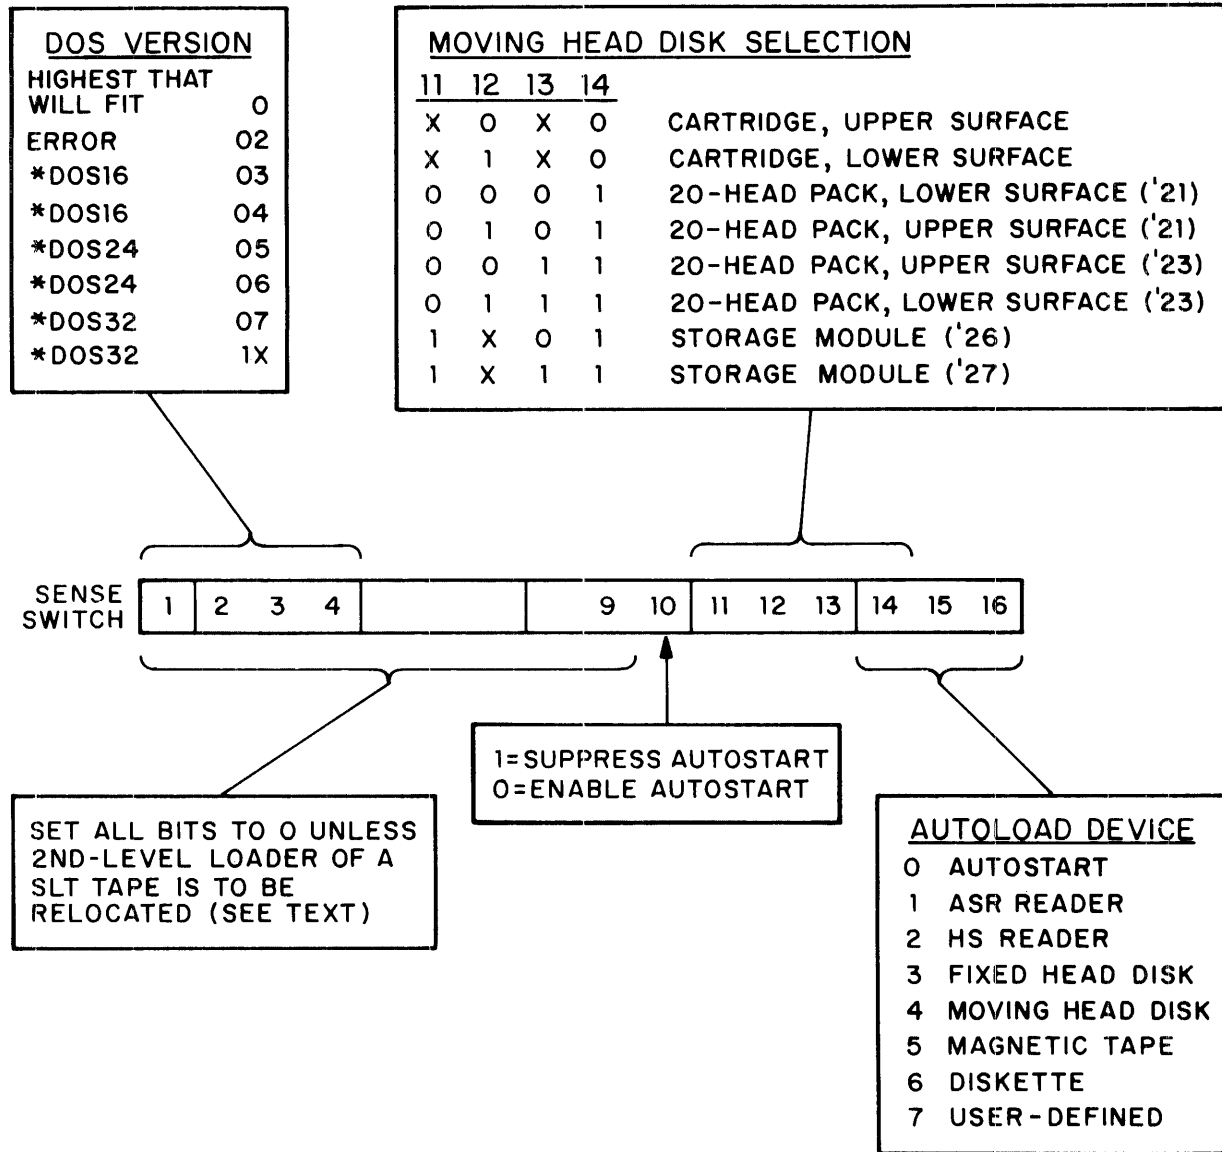 DOS VERSION
HIGHEST THAT
WILL FIT 0
ERROR 02
*DOS16 03
*DOS16 04
*DOS24 05
*DOS24 06
*DOS32 07
*DOS32 1X
MOVING HEAD DISK SELECTION
11 12 13 14
X 0 X 0 CARTRIDGE, UPPER SURFACE
X 1 X 0 CARTRIDGE, LOWER SURFACE
0 0 0 1 20-HEAD PACK, LOWER SURFACE ('21)
0 1 0 1 20-HEAD PACK, UPPER SURFACE ('21)
0 0 1 1 20-HEAD PACK, UPPER SURFACE ('23)
0 1 1 1 20-HEAD PACK, LOWER SURFACE ('23)
1 X 0 1 STORAGE MODULE ('26)
1 X 1 1 STORAGE MODULE ('27)
SENSE
SWITCH
1 2 3 4 9 10 11 12 13 14 15 16
1=SUPPRESS AUTOSTART
0=ENABLE AUTOSTART
SET ALL BITS TO 0 UNLESS
2ND-LEVEL LOADER OF A
SLT TAPE IS TO BE
RELOCATED (SEE TEXT)
AUTOLOAD DEVICE
0 AUTOSTART
1 ASR READER
2 HS READER
3 FIXED HEAD DISK
4 MOVING HEAD DISK
5 MAGNETIC TAPE
6 DISKETTE
7 USER-DEFINED